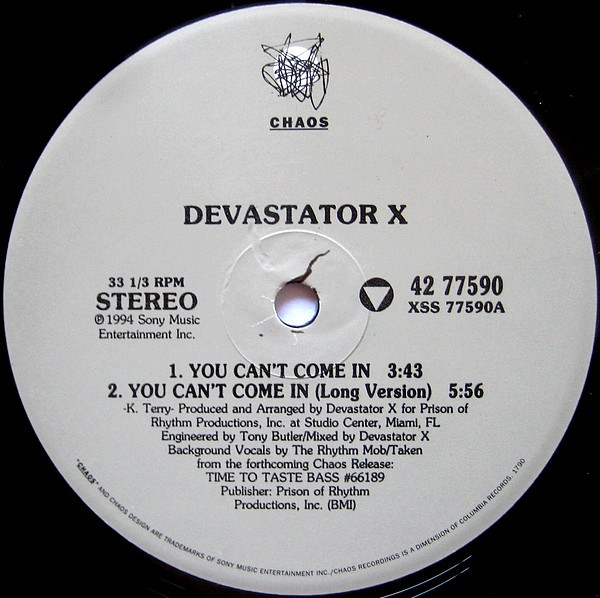 CHAOS
DEVASTATOR X
33 1/3 RPM
STEREO
℗ 1994 Sony Music
Entertainment Inc.
42 77590
XSS 77590A
1. YOU CAN'T COME IN 3:43
2. YOU CAN'T COME IN (Long Version) 5:56
-K. Terry- Produced and Arranged by Devastator X for Prison of
Rhythm Productions, Inc. at Studio Center, Miami, FL
Engineered by Tony Butler/Mixed by Devastator X
Background Vocals by The Rhythm Mob/Taken
from the forthcoming Chaos Release:
TIME TO TASTE BASS #66189
Publisher: Prison of Rhythm
Productions, Inc. (BMI)
"CHAOS" AND CHAOS DESIGN ARE TRADEMARKS OF SONY MUSIC ENTERTAINMENT INC./CHAOS RECORDINGS IS A DIMENSION OF COLUMBIA RECORDS. 1790